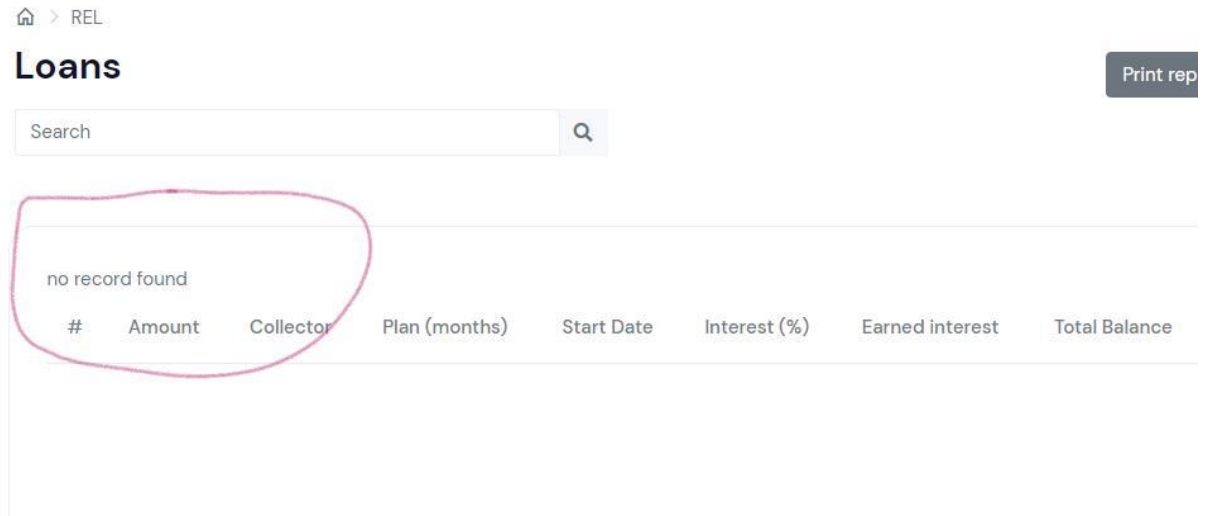 > REL
Loans
Print rep
Search
no record found
# Amount Collector Plan (months) Start Date Interest (%) Earned interest Total Balance